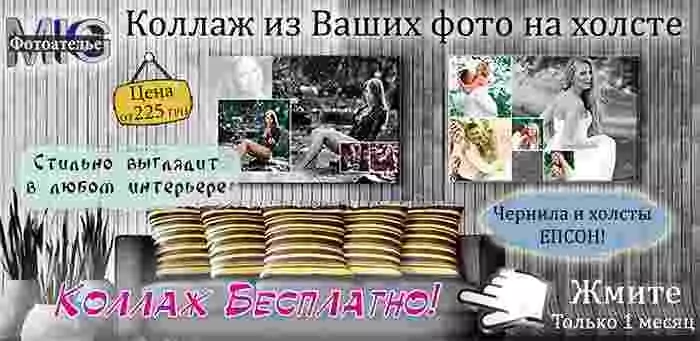 Коллаж из Ваших фото на холсте
MIG
Фотоателье
Цена
от 225 грн
Стильно выглядит
в любом интерьере
Чернила и холсты
ЕПСОН!
Коллаж Бесплатно!
Жмите
Только 1 месяц